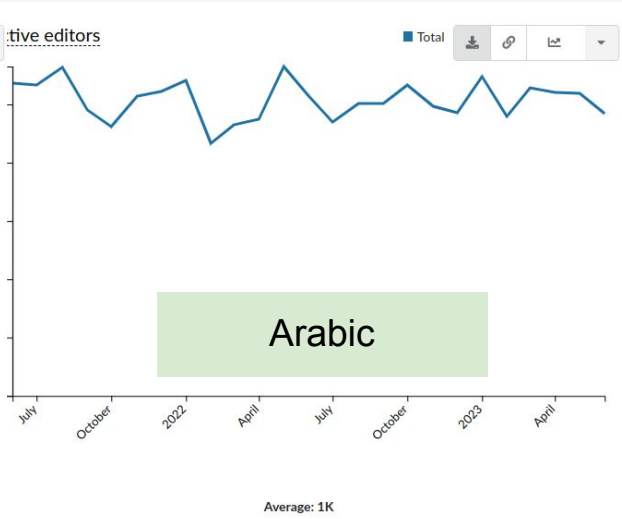 :tive editors
Total
Arabic
July
October
2022
April
July
October
2023
April
Average: 1K